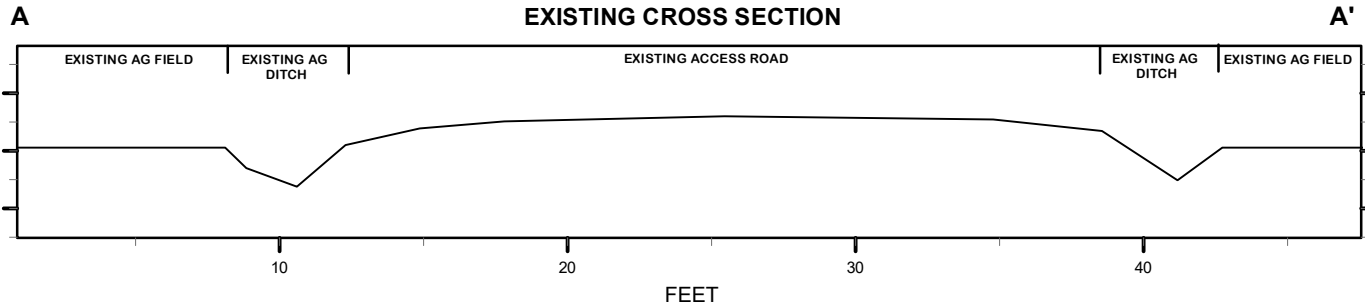 A
EXISTING CROSS SECTION
A'
EXISTING AG FIELD
EXISTING AG
DITCH
EXISTING ACCESS ROAD
EXISTING AG
DITCH
EXISTING AG FIELD
10
20
30
40
FEET